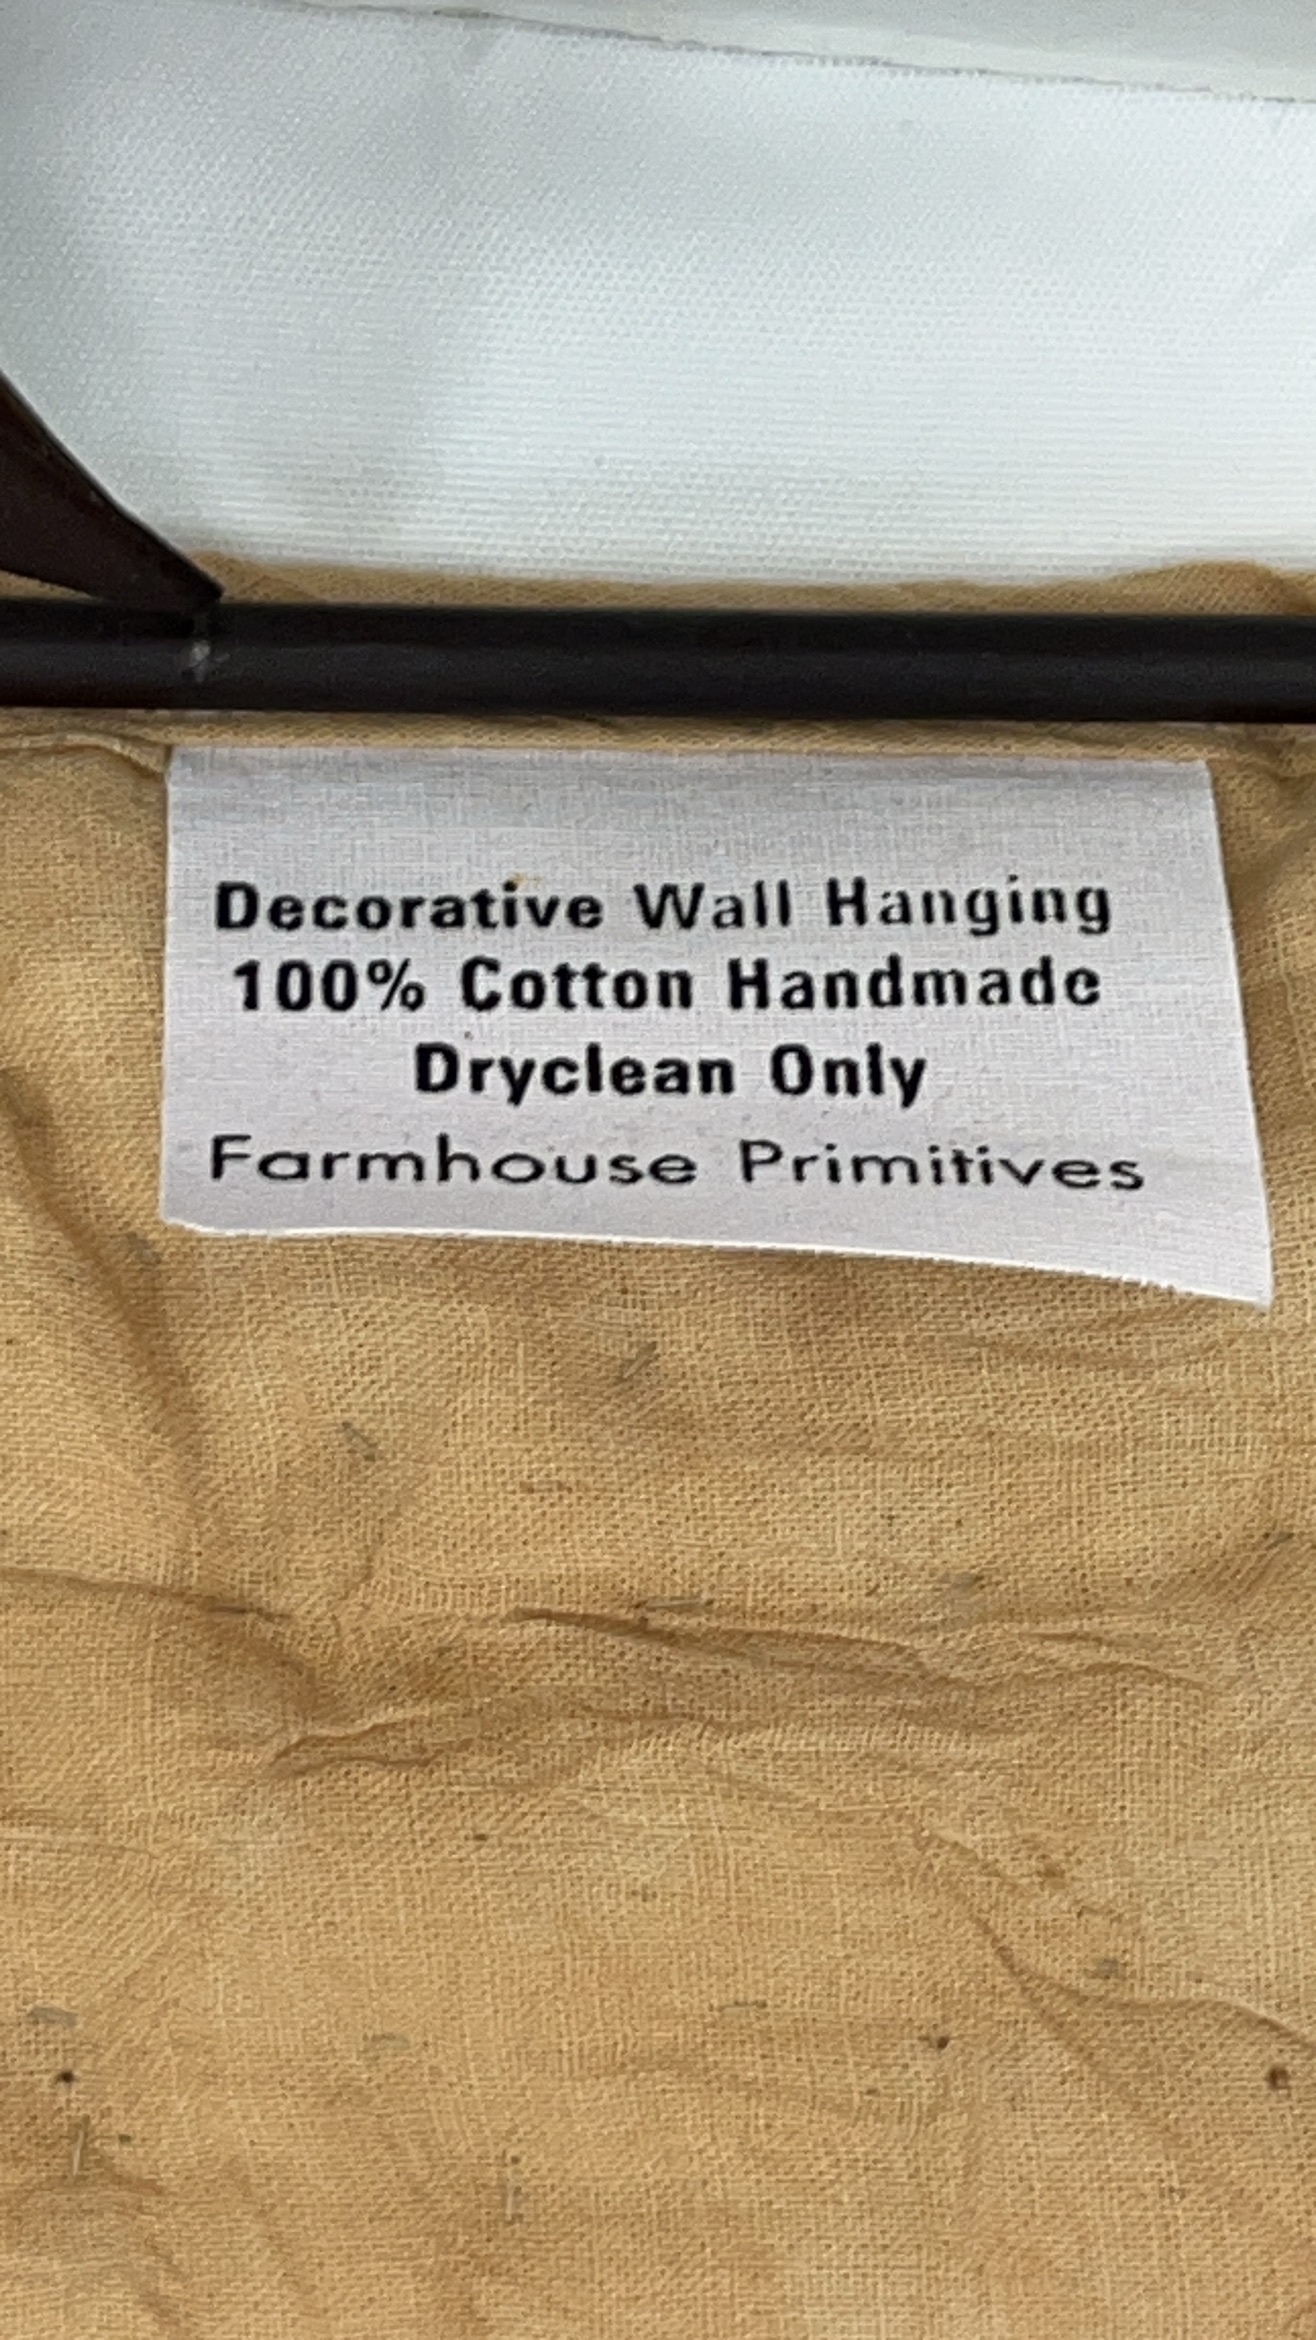 Decorative Wall Hanging
100% Cotton Handmade
Dryclean Only
Farmhouse Primitives